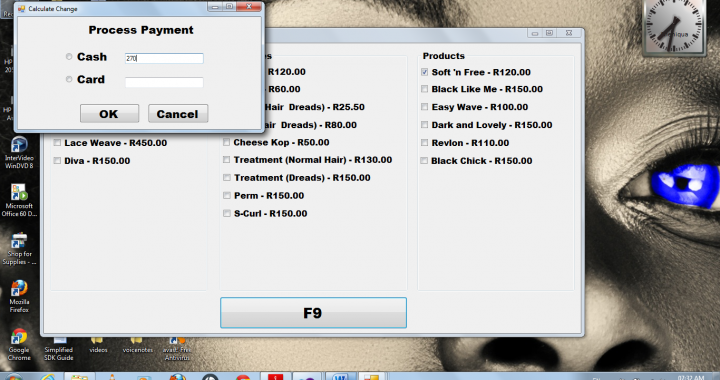 Calculate Change
Process Payment
Cash
270
Card
OK
Cancel
Lace Weave - R450.00
Diva - R150.00
R120.00
R60.00
Hair Dreads) - R25.50
Hair Dreads) - R80.00
Cheese Kop - R50.00
Treatment (Normal Hair) - R130.00
Treatment (Dreads) - R150.00
Perm - R150.00
S-Curl - R150.00
Products
Soft 'n Free - R120.00
Black Like Me - R150.00
Easy Wave - R100.00
Dark and Lovely - R150.00
Revlon - R110.00
Black Chick - R150.00
F9
HP
HP
InterVideo
WinDVD 8
Microsoft
Office 60 D...
Shop for
Supplies - ...
Mozilla
Firefox
Google
Chrome
Simplified
SDK Guide
videos
voicenotes
avast! Free
Antivirus
07:32 AM